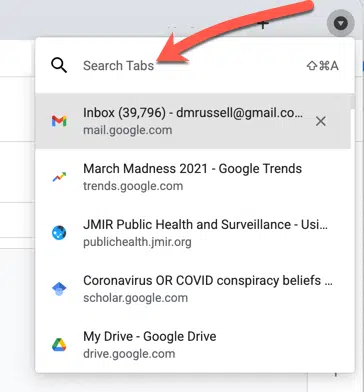 Search Tabs ⇧⌘A
Inbox (39,796) - dmrussell@gmail.co...
mail.google.com
March Madness 2021 - Google Trends
trends.google.com
JMIR Public Health and Surveillance - Usi...
publichealth.jmir.org
Coronavirus OR COVID conspiracy beliefs ...
scholar.google.com
My Drive - Google Drive
drive.google.com